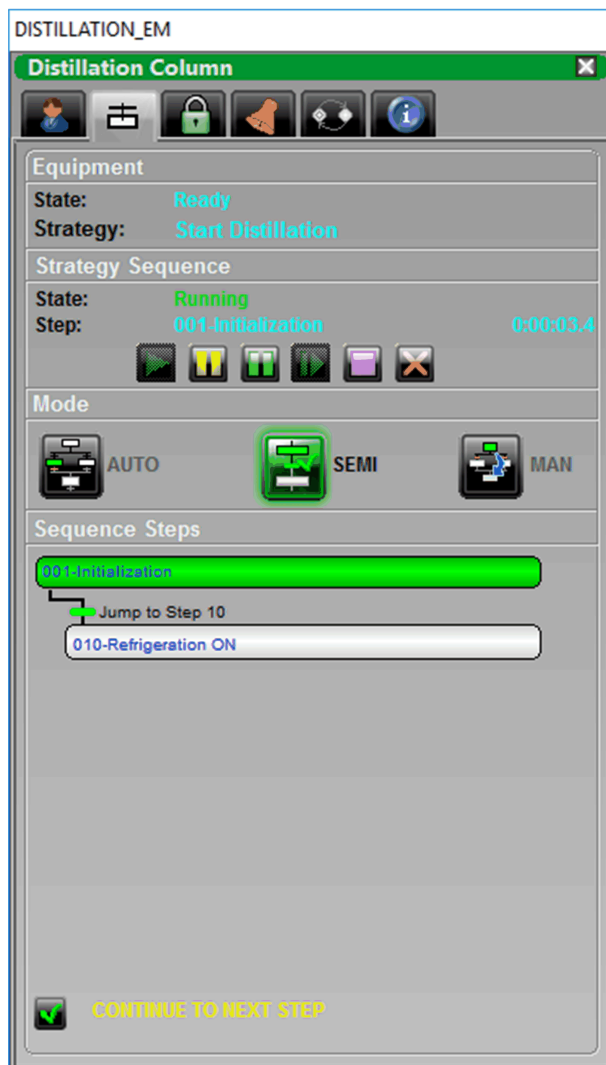 DISTILLATION_EM
Distillation Column
Equipment
State: Ready
Strategy: Start Distillation
Strategy Sequence
State: Running
Step: 001-Initialization 0:00:03.4
Mode
AUTO SEMI MAN
Sequence Steps
001-Initialization
Jump to Step 10
010-Refrigeration ON
CONTINUE TO NEXT STEP